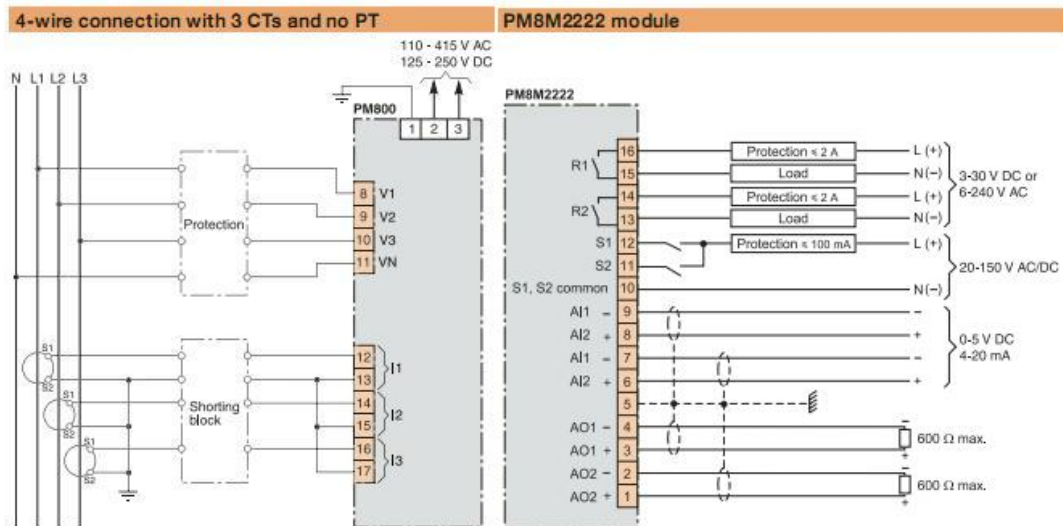 4-wire connection with 3 CTs and no PT
110 - 415 V AC
125 - 250 V DC
N L1 L2 L3
PM800
1 2 3
Protection
8 V1
9 V2
10 V3
11 VN
S1
S2
S1
S2
S1
S2
Shorting
block
12
13
I1
14
15
I2
16
17
I3
PM8M2222 module
PM8M2222
R1
16 Protection ≤ 2 A L (+)
15 Load N (−)
R2
14 Protection ≤ 2 A L (+)
13 Load N (−)
3-30 V DC or
6-240 V AC
S1 12 Protection ≤ 100 mA L (+)
S2 11
S1, S2 common 10 N (−)
20-150 V AC/DC
AI1 − 9 −
AI2 + 8 +
AI1 − 7 −
AI2 + 6 +
0-5 V DC
4-20 mA
5
AO1 − 4 −
AO1 + 3 +
600 Ω max.
AO2 − 2 −
AO2 + 1 +
600 Ω max.